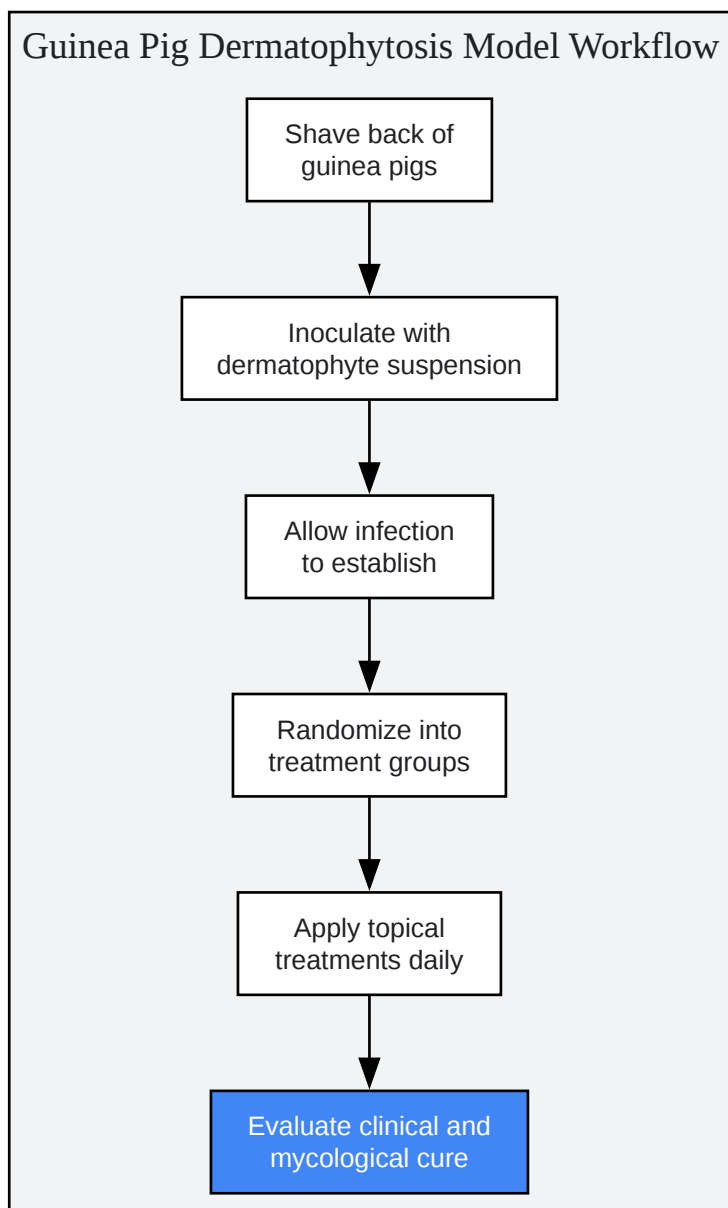 Guinea Pig Dermatophytosis Model Workflow
Shave back of
guinea pigs
Inoculate with
dermatophyte suspension
Allow infection
to establish
Randomize into
treatment groups
Apply topical
treatments daily
Evaluate clinical and
mycological cure